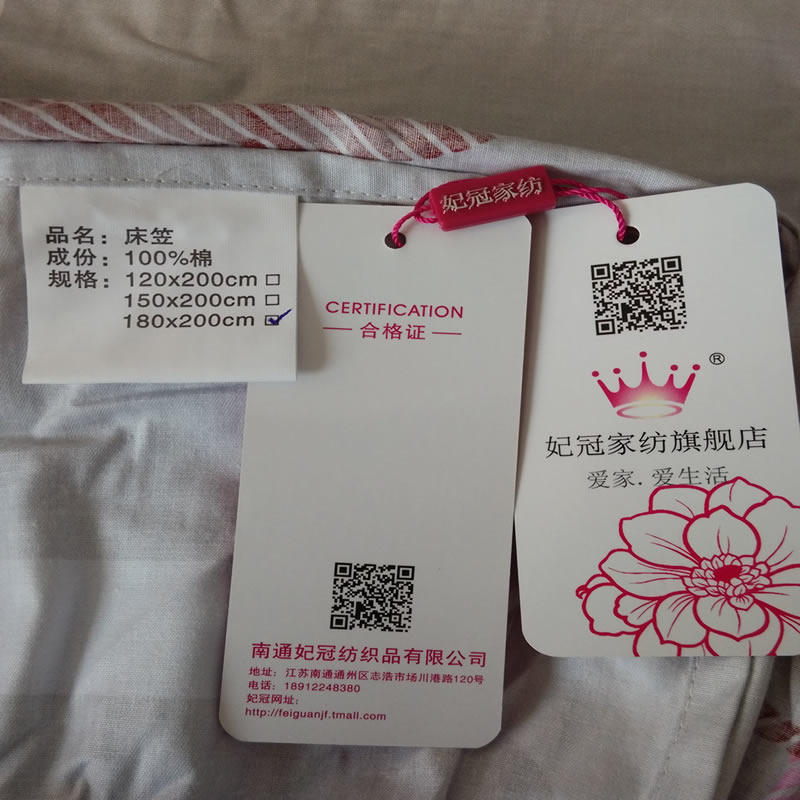 品名：床笠
成份：100%棉
规格：120x200cm
150x200cm
180x200cm
CERTIFICATION
合格证
南通妃冠纺织品有限公司
地址：江苏南通通州区志浩市场川港路120号
电话：18912248380
妃冠网址：
http://feiguanjf.tmall.com
妃冠家纺
®
妃冠家纺旗舰店
爱家.爱生活